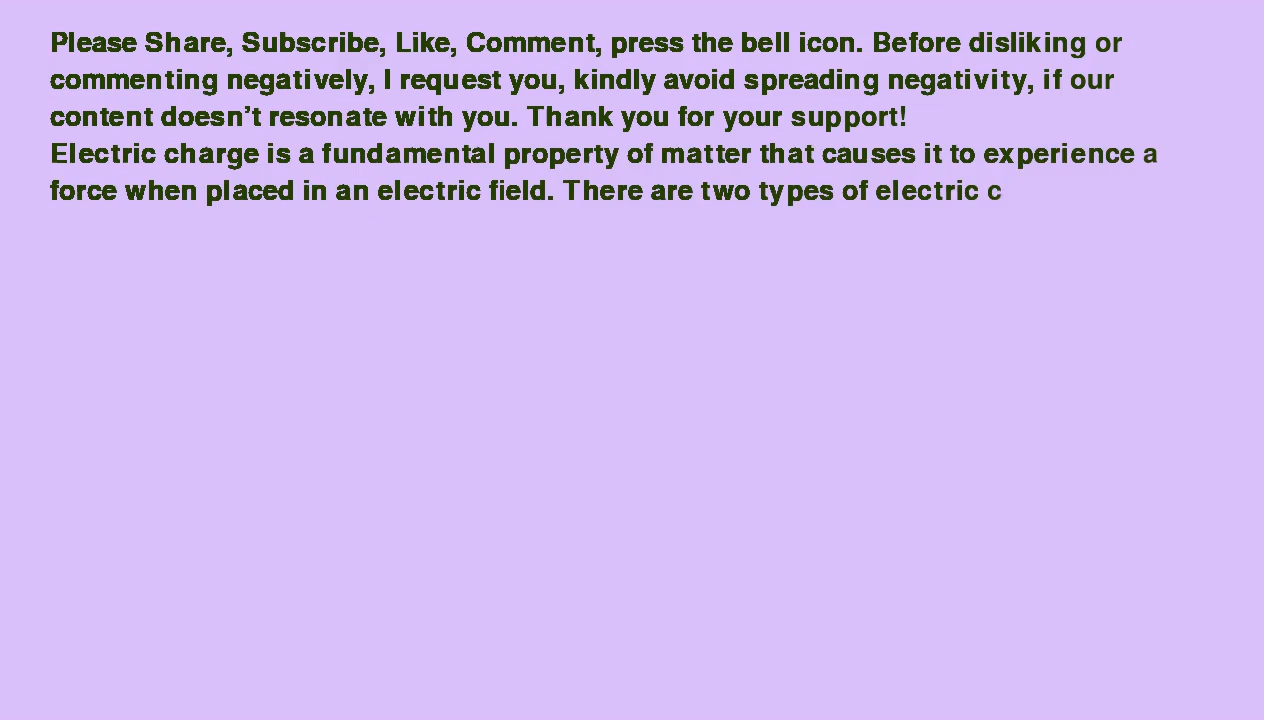 Please Share, Subscribe, Like, Comment, press the bell icon. Before disliking or
commenting negatively, I request you, kindly avoid spreading negativity, if our
content doesn’t resonate with you. Thank you for your support!
Electric charge is a fundamental property of matter that causes it to experience a
force when placed in an electric field. There are two types of electric c